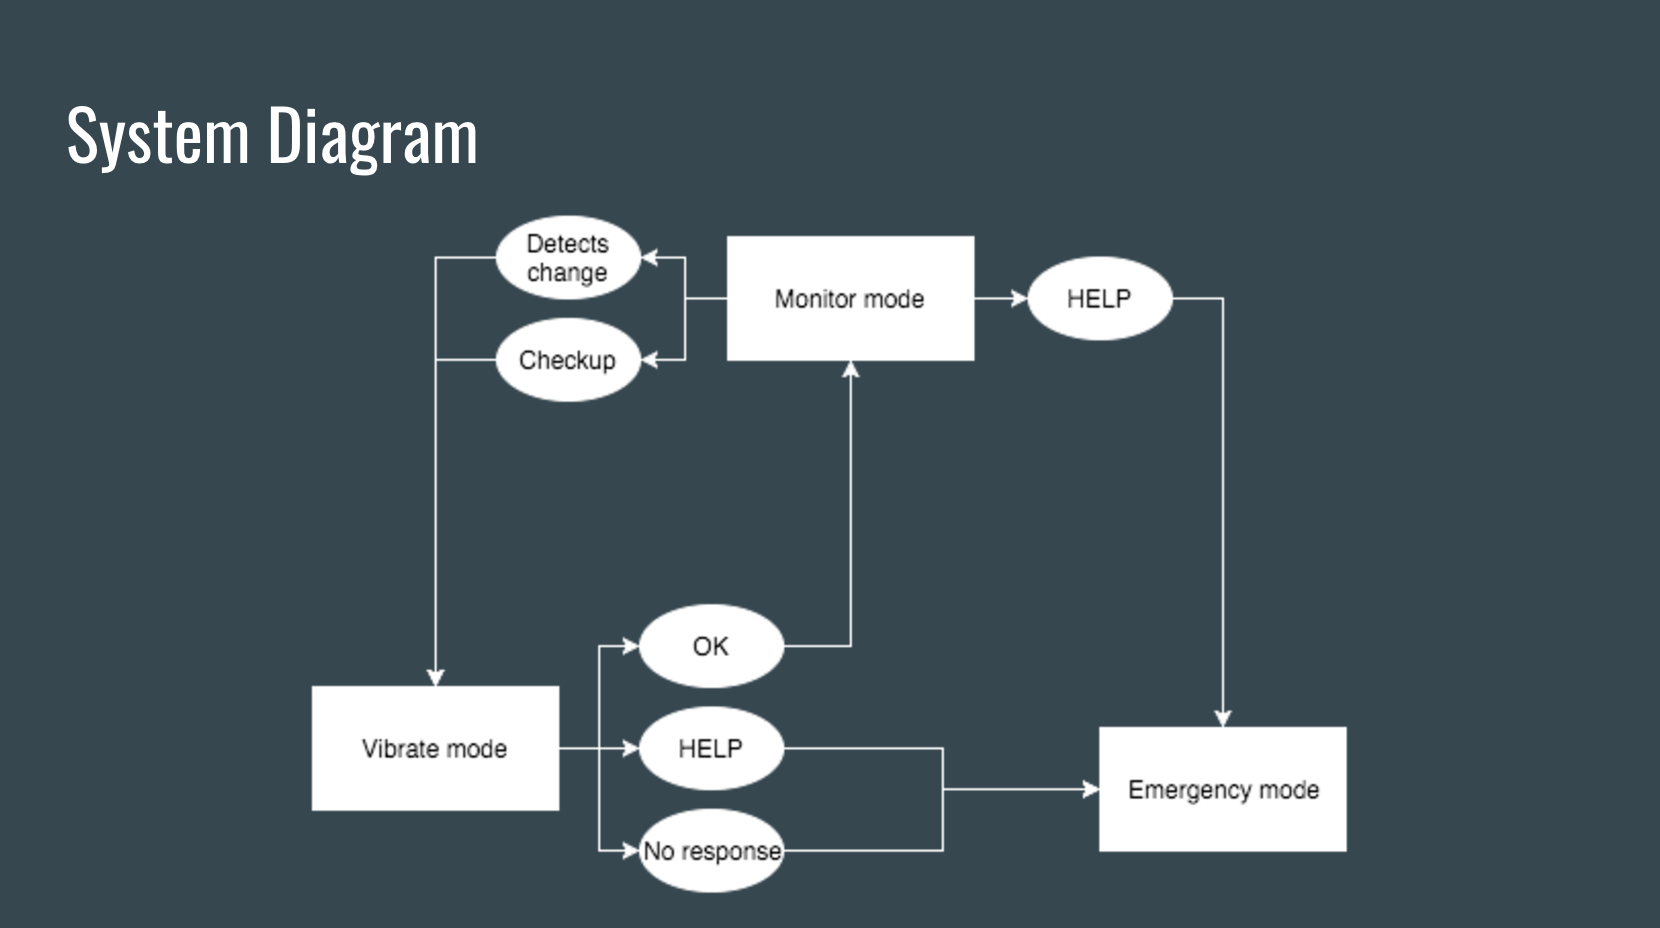 System Diagram
Detects
change
Monitor mode
HELP
Checkup
OK
Vibrate mode
HELP
Emergency mode
No response